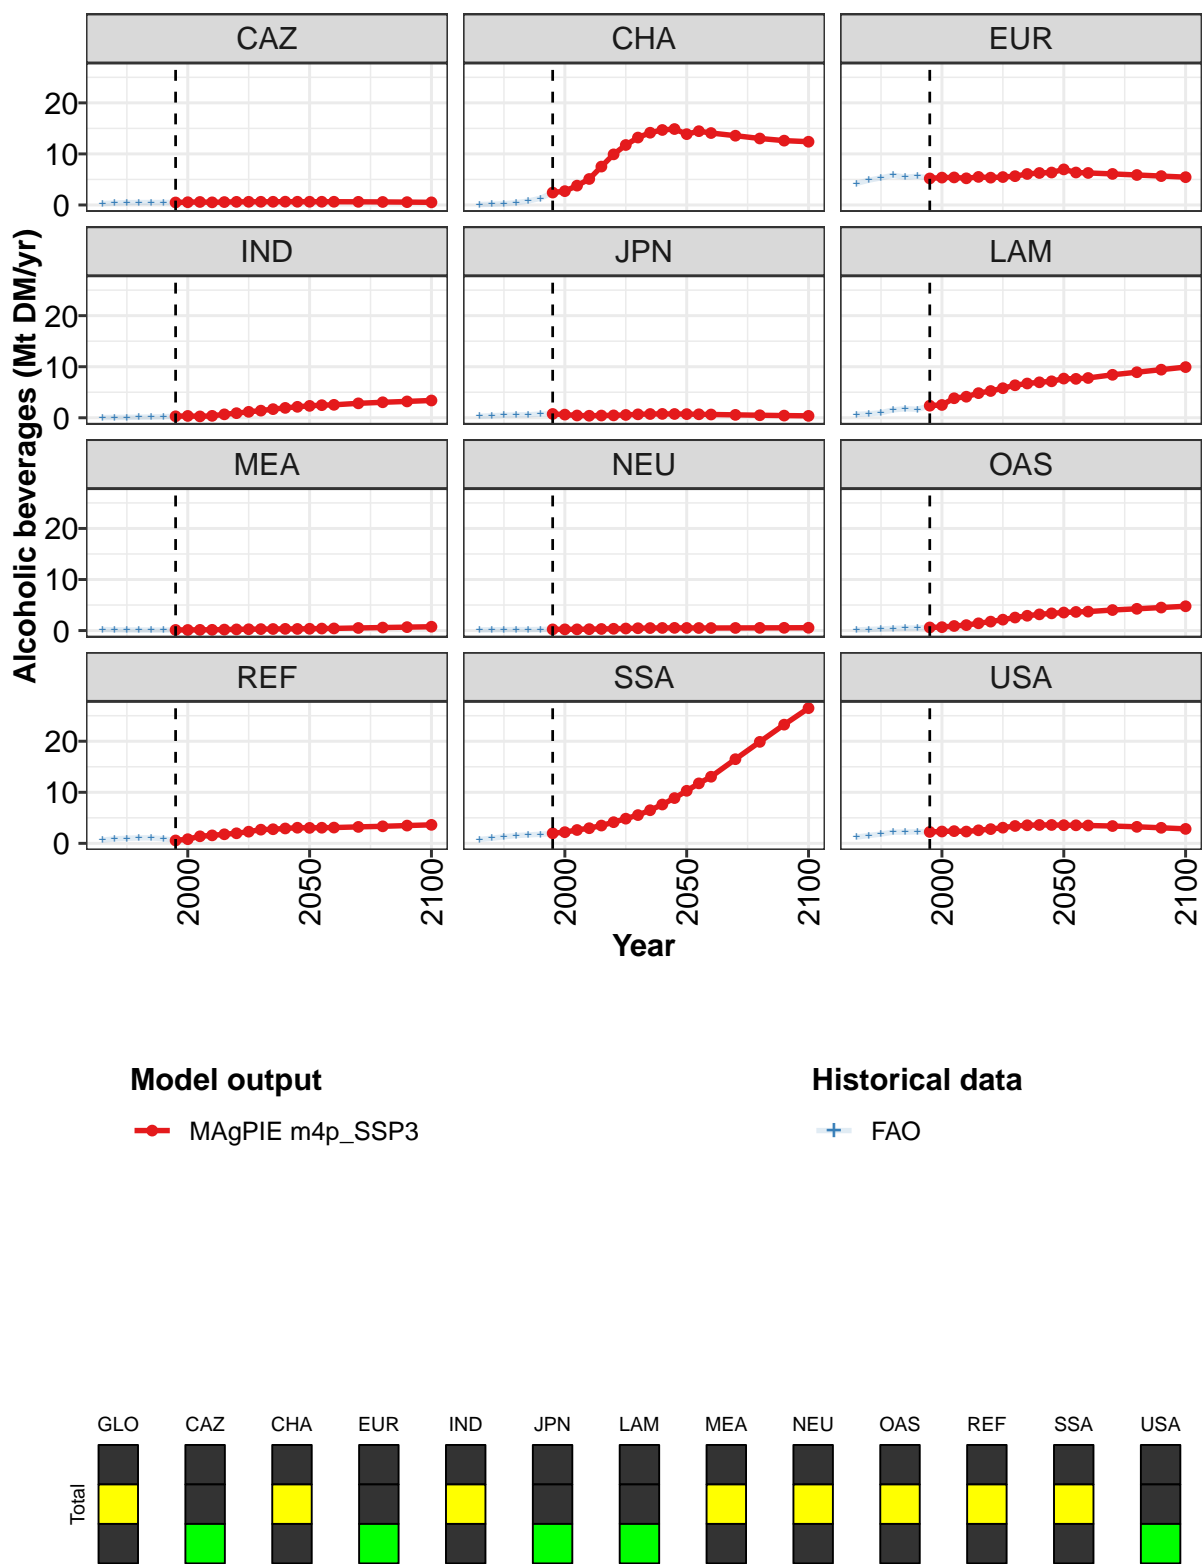 CAZ CHA EUR
20
10
0
IND JPN LAM
20
10
0
MEA NEU OAS
20
10
0
REF SSA USA
20
10
0
Alcoholic beverages (Mt DM/yr)
2000 2050 2100 2000 2050 2100 2000 2050 2100
Year
Model output Historical data
MAgPIE m4p_SSP3 FAO
GLO CAZ CHA EUR IND JPN LAM MEA NEU OAS REF SSA USA
Total